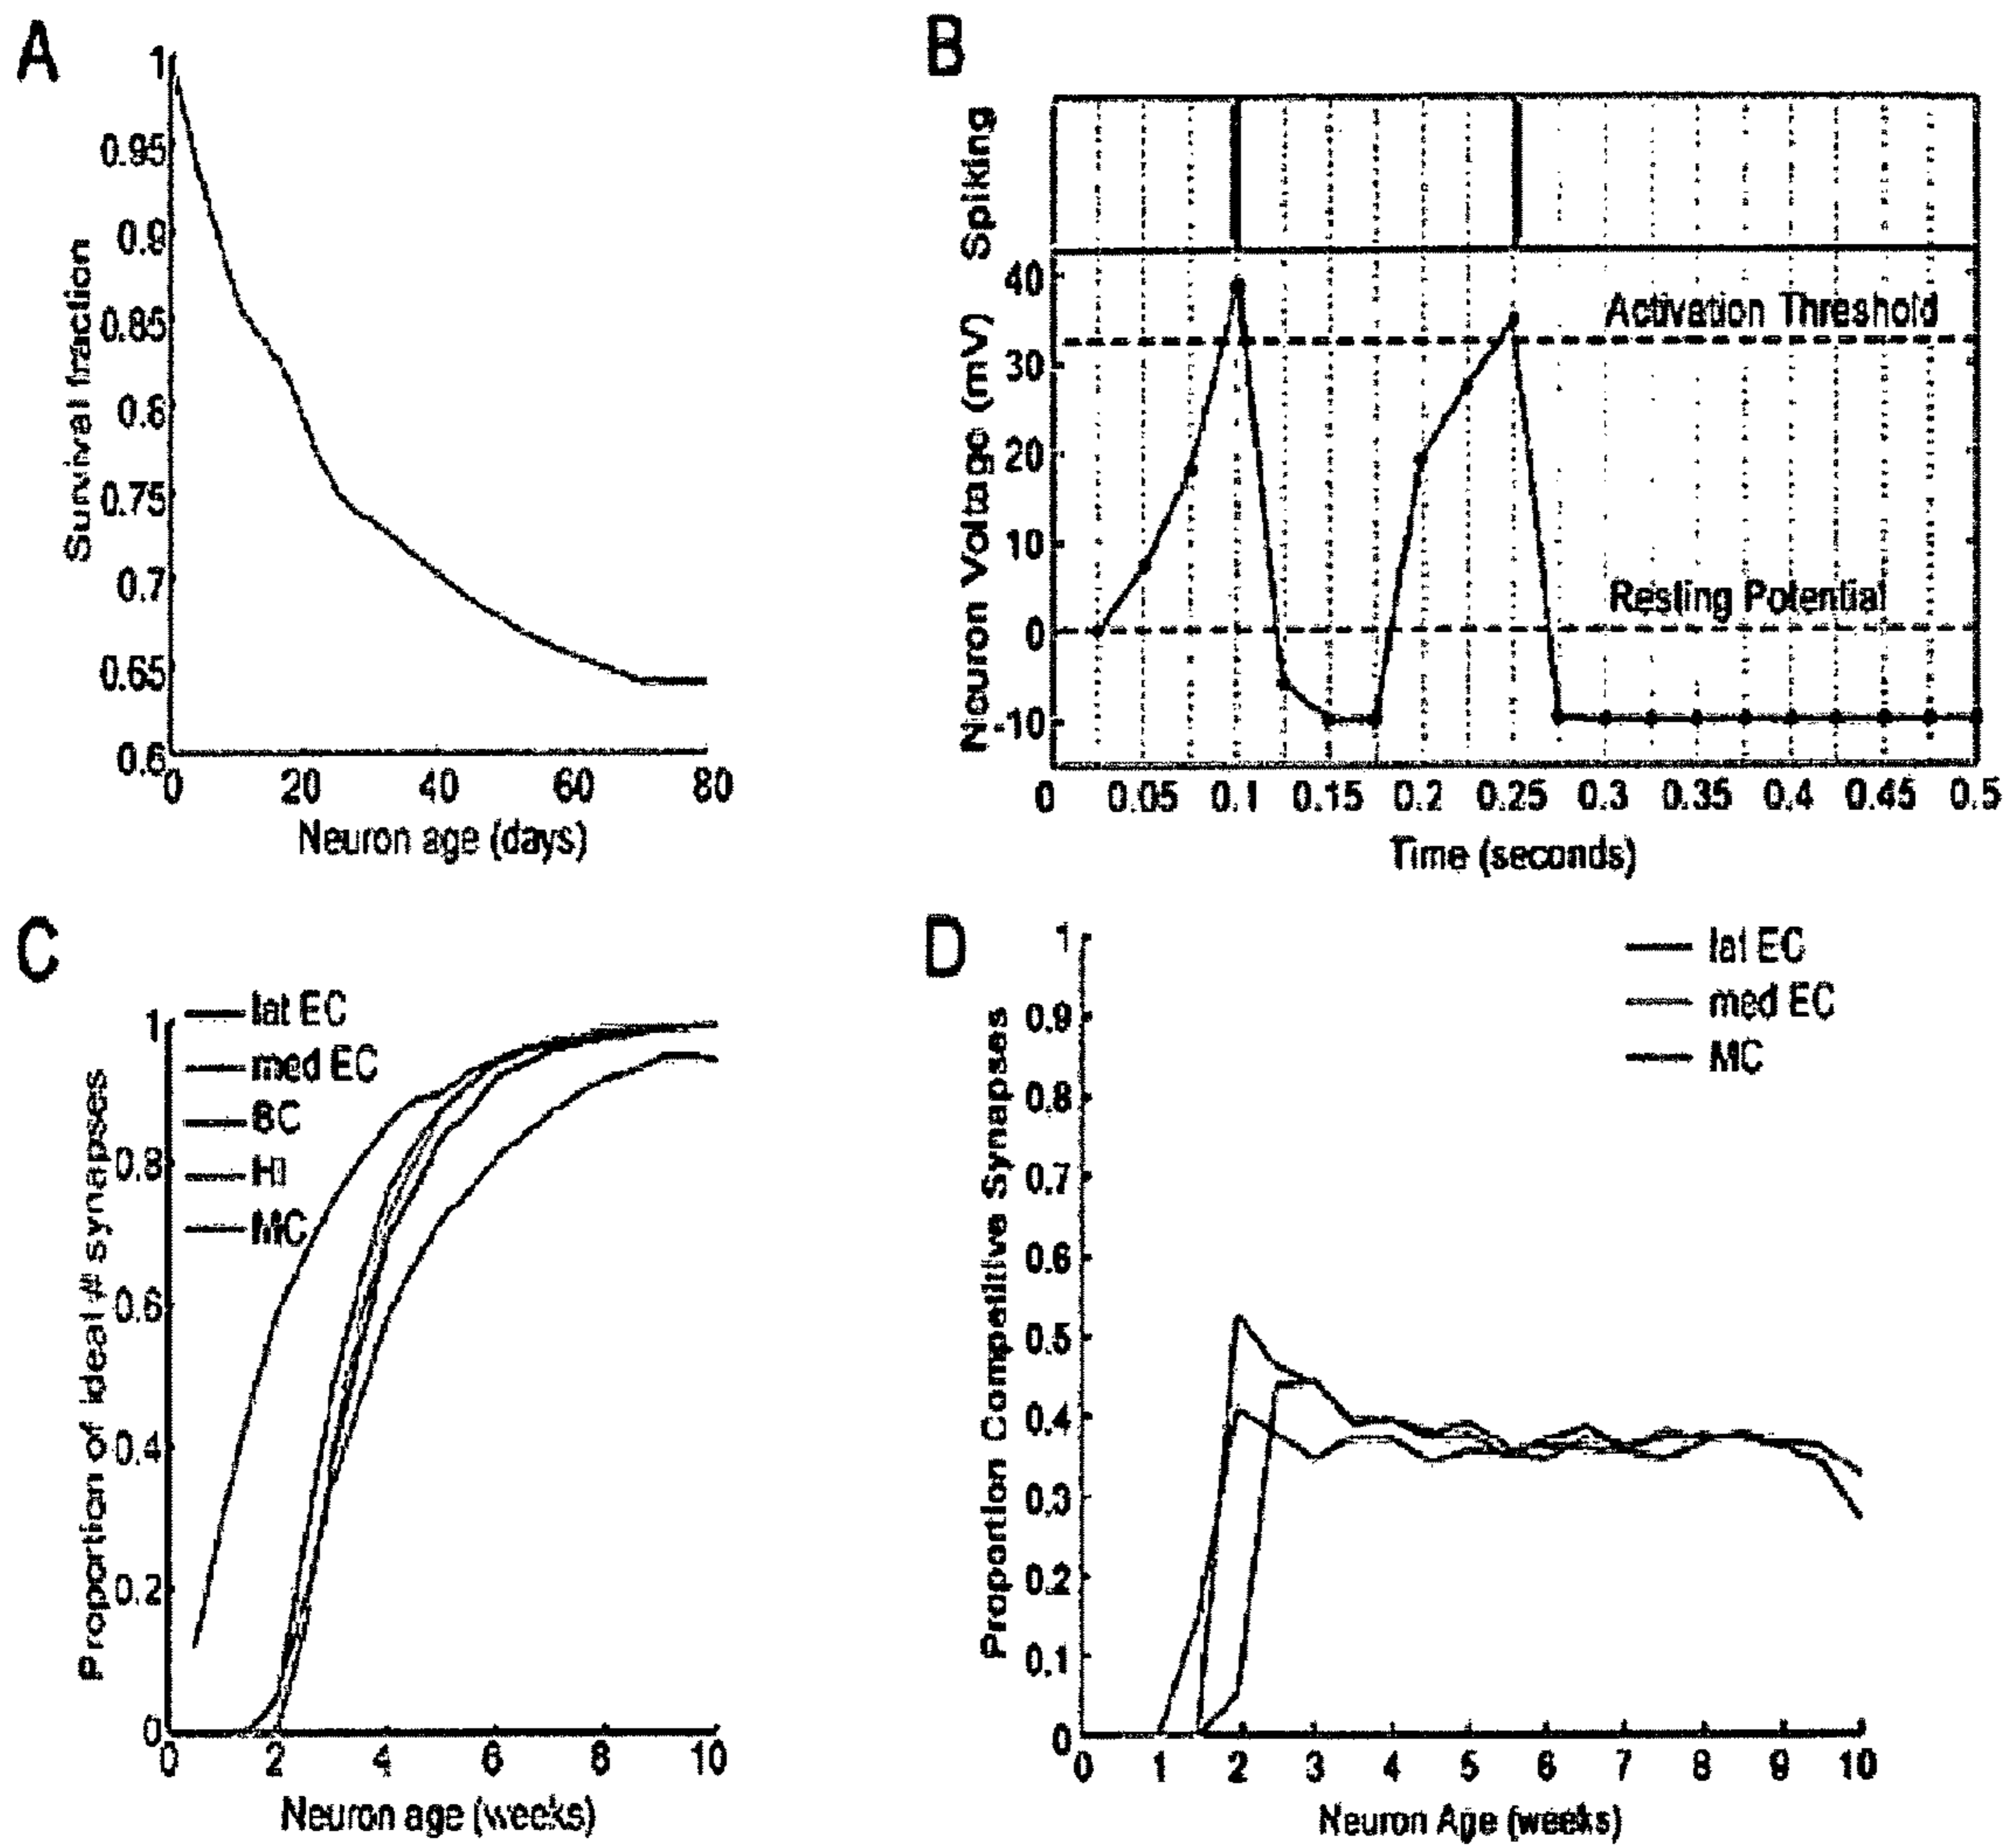 A
1
0.95
0.9
0.85
0.8
0.75
0.7
0.65
0.6
0
20
40
60
80
Survival fraction
Neuron age (days)
B
Spiking
Neuron Voltage (mV)
40
30
20
10
0
-10
Activation Threshold
Resting Potential
0
0.05
0.1
0.15
0.2
0.25
0.3
0.35
0.4
0.45
0.5
Time (seconds)
C
lat EC
med EC
BC
HI
MC
1
0.8
0.6
0.4
0.2
0
Proportion of ideal # synapses
0
2
4
6
8
10
Neuron age (weeks)
D
lat EC
med EC
MC
1
0.9
0.8
0.7
0.6
0.5
0.4
0.3
0.2
0.1
0
Proportion Competitive Synapses
0
1
2
3
4
5
6
7
8
9
10
Neuron Age (weeks)